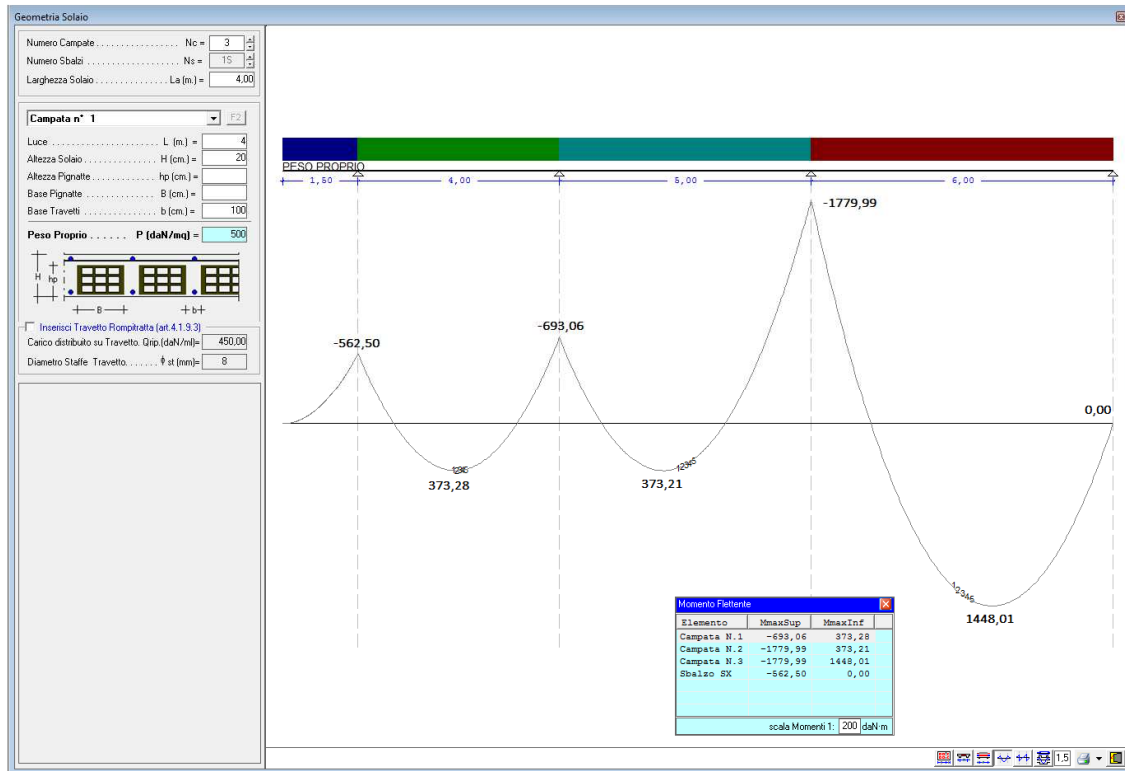 Geometria Solaio
Numero Campate . . . . . . . . . . . . . . . . . Nc = 3
Numero Sbalzi . . . . . . . . . . . . . . . . . . . Ns = 1S
Larghezza Solaio . . . . . . . . . . . . . . La (m.) = 4,00
Campata n° 1
F2
Luce . . . . . . . . . . . . . . . . . . . . . . . L (m.) = 4
Altezza Solaio . . . . . . . . . . . . . . . H (cm.) = 20
Altezza Pignatte . . . . . . . . . . . . . hp (cm.) =
Base Pignatte . . . . . . . . . . . . . . . B (cm.) =
Base Travetti . . . . . . . . . . . . . . . b (cm.) = 100
Peso Proprio . . . . . . P (daN/mq) = 500
H
hp
B
b
Inserisci Travetto Rompitratta (art.4.1.9.3)
Carico distribuito su Travetto. Qrip.(daN/ml)= 450,00
Diametro Staffe Travetto. . . . . . . ϕ st (mm)= 8
PESO PROPRIO
1,50 4,00 5,00 6,00
-1779,99
-693,06
-562,50
0,00
373,28
373,21
1448,01
Momento Flettente
Elemento MmaxSup MmaxInf
Campata N.1 -693,06 373,28
Campata N.2 -1779,99 373,21
Campata N.3 -1779,99 1448,01
Sbalzo SX -562,50 0,00
scala Momenti 1: 200 daN·m
1,5